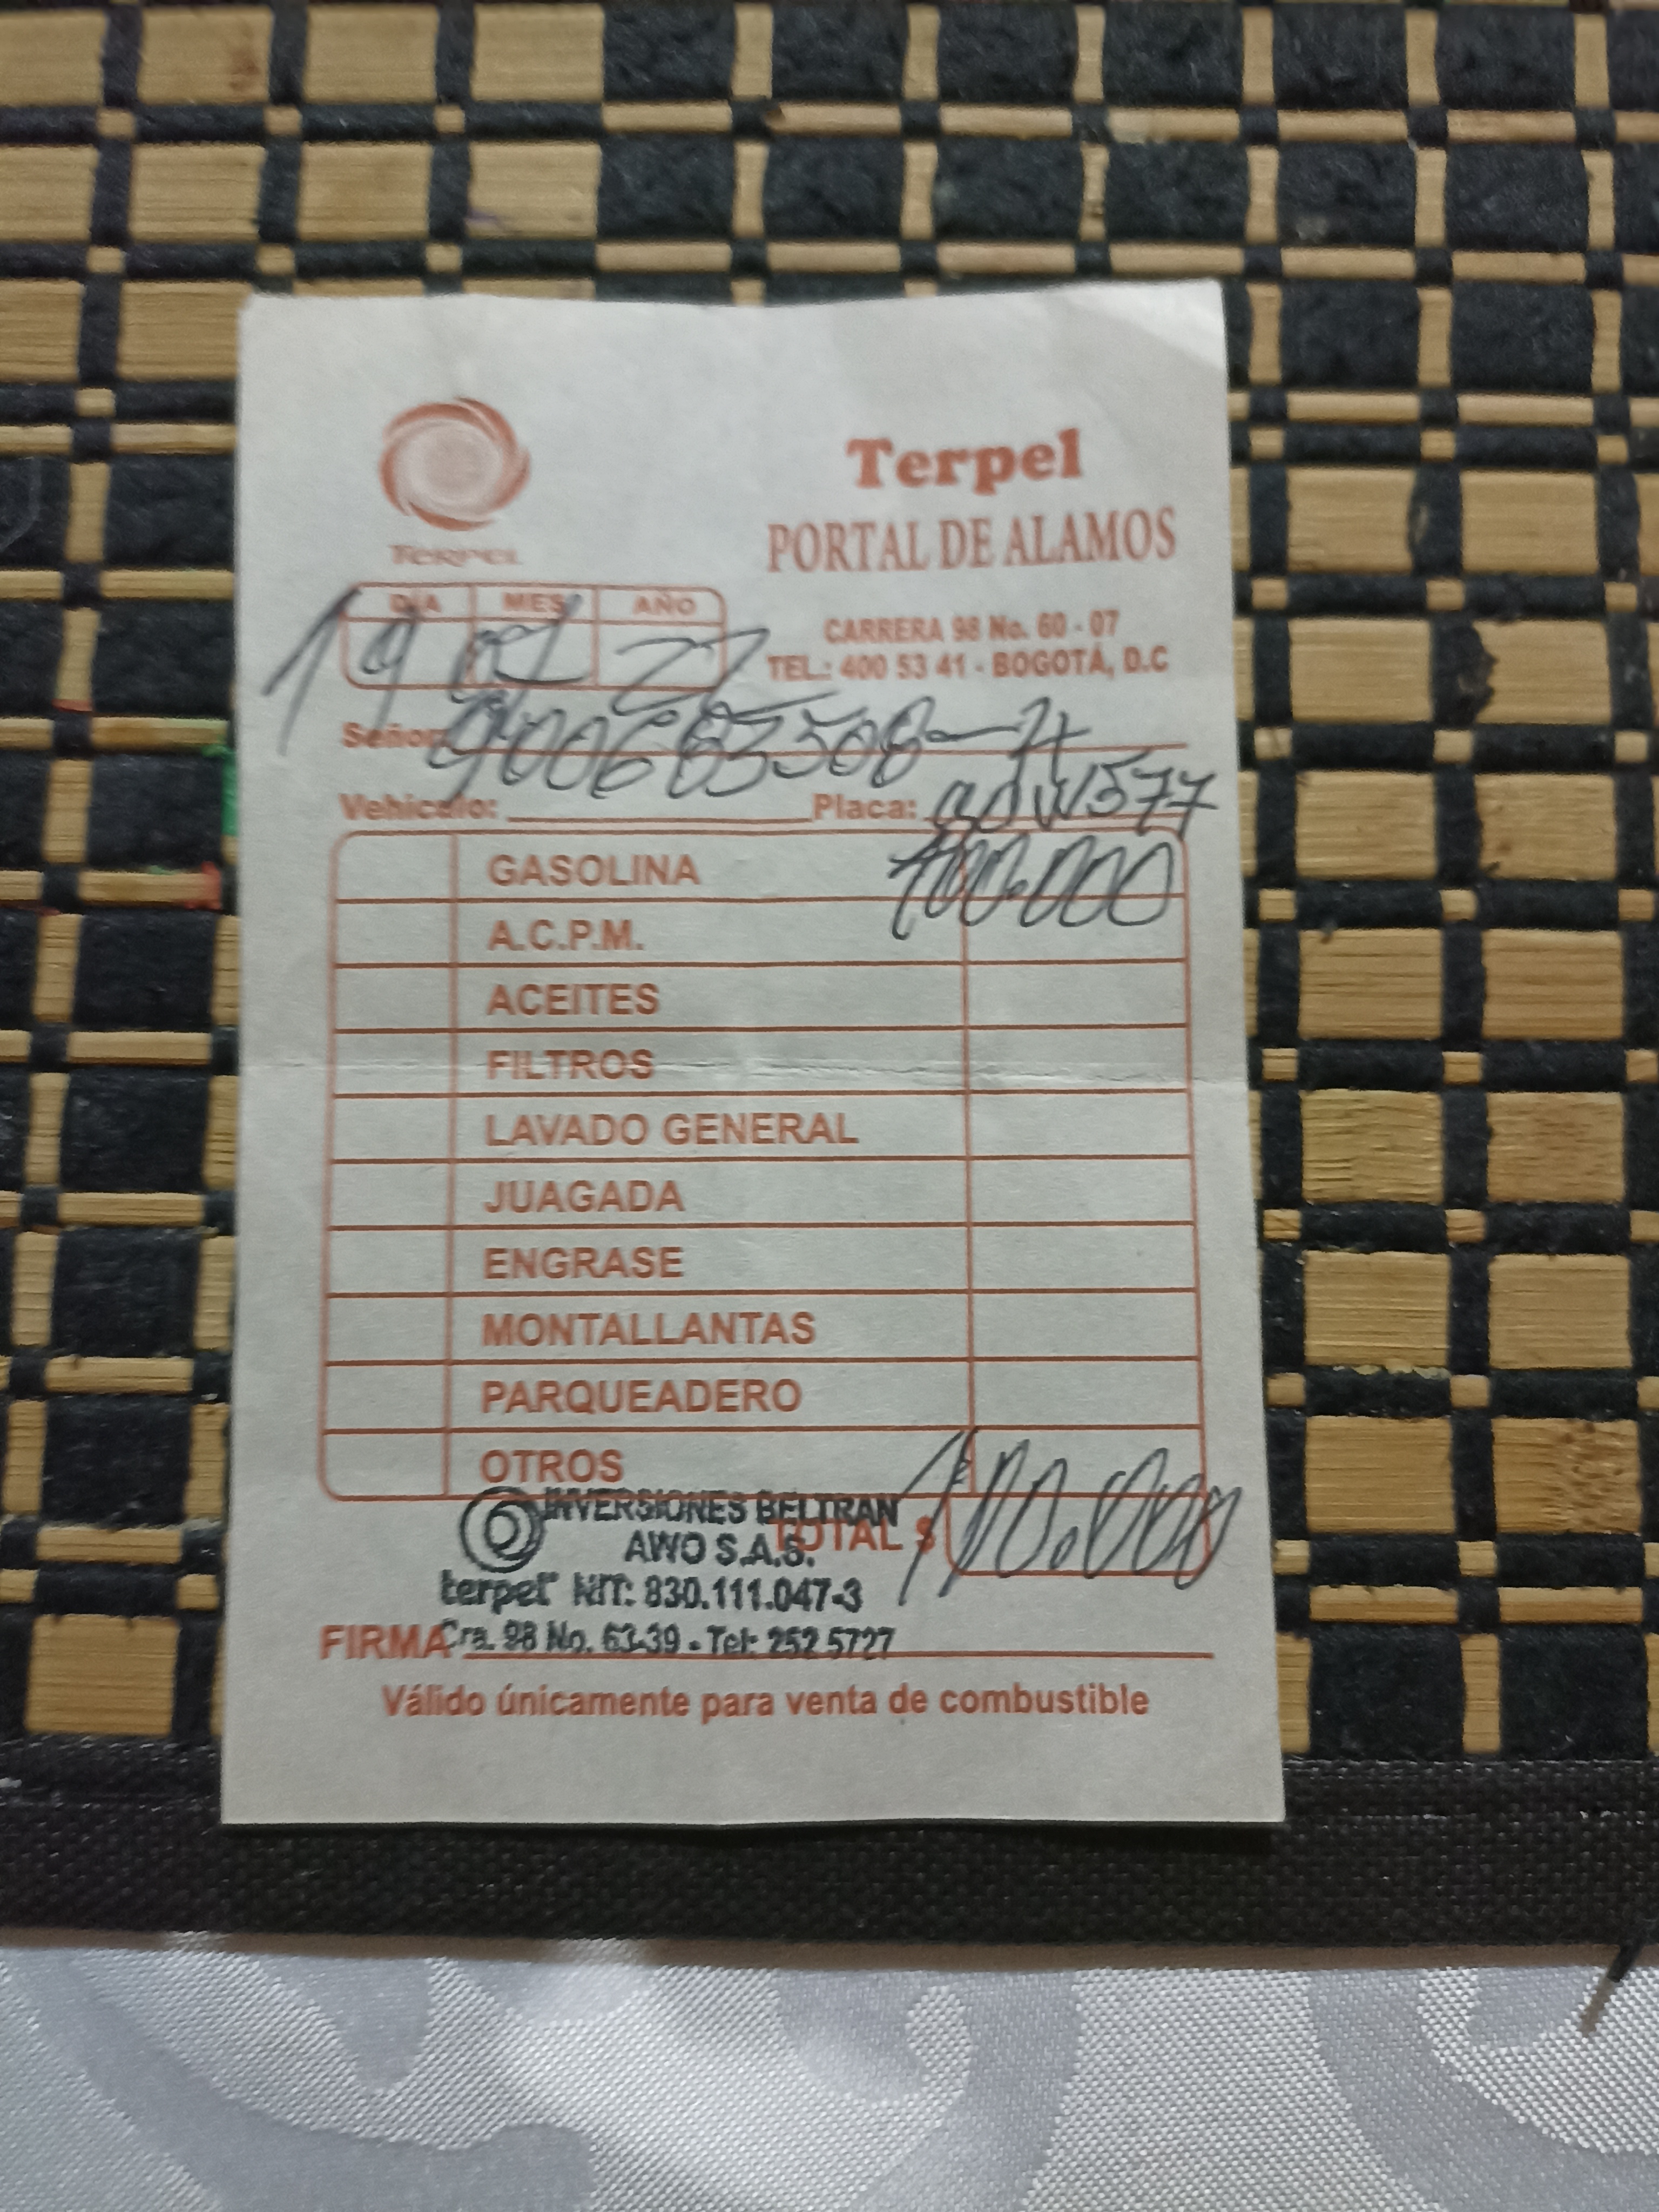 Terpel
Terpel
PORTAL DE ALAMOS
DÍA MES AÑO
19 01 22
CARRERA 98 No. 60 - 07
TEL.: 400 53 41 - BOGOTÁ, D.C
Señor
Vehiculo: Placa: gdw577
GASOLINA 100.000
A.C.P.M.
ACEITES
FILTROS
LAVADO GENERAL
JUAGADA
ENGRASE
MONTALLANTAS
PARQUEADERO
OTROS
INVERSIONES BELTRAN
AWO S.A.S.
TOTAL $ 100.000
terpel NIT: 830.111.047-3
Cra. 98 No. 63-39 - Tel: 252 5727
FIRMA
Válido únicamente para venta de combustible